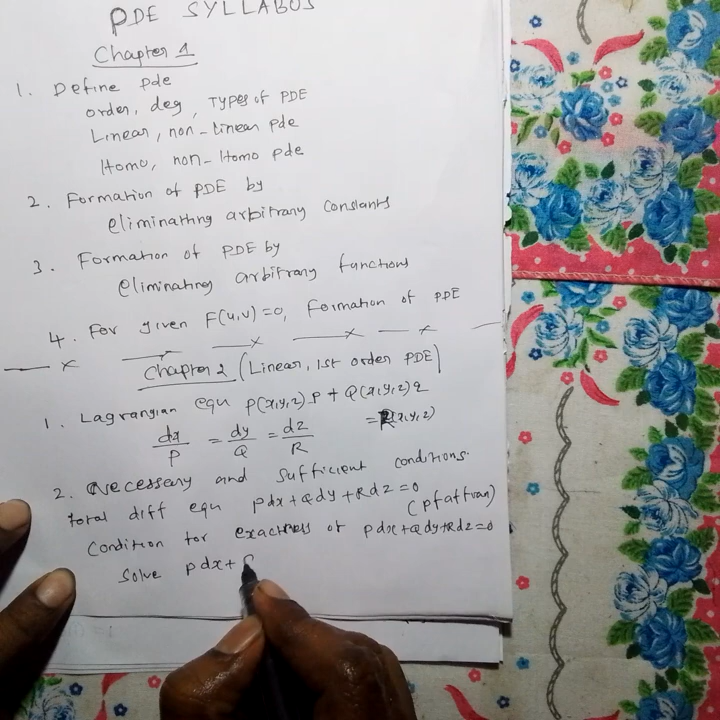 PDE SYLLABUS
Chapter 1
1. Define pde
order, deg, TYPES of PDE
Linear, non-linear pde
Homo, non-Homo pde
2. Formation of PDE by
eliminating arbitrary constants
3. Formation of PDE by
eliminating arbitrary functions
4. For given F(u,v)=0, Formation of PDE
Chapter 2 (Linear, 1st order PDE)
1. Lagrangian equ P(x,y,z)p + Q(x,y,z)q
= R(x,y,z)
dx/P = dy/Q = dz/R
2. Necessary and sufficient conditions.
total diff equ Pdx+Qdy+Rdz=0
(pfaffian)
Condition for exactness of Pdx+Qdy+Rdz=0
Solve Pdx+